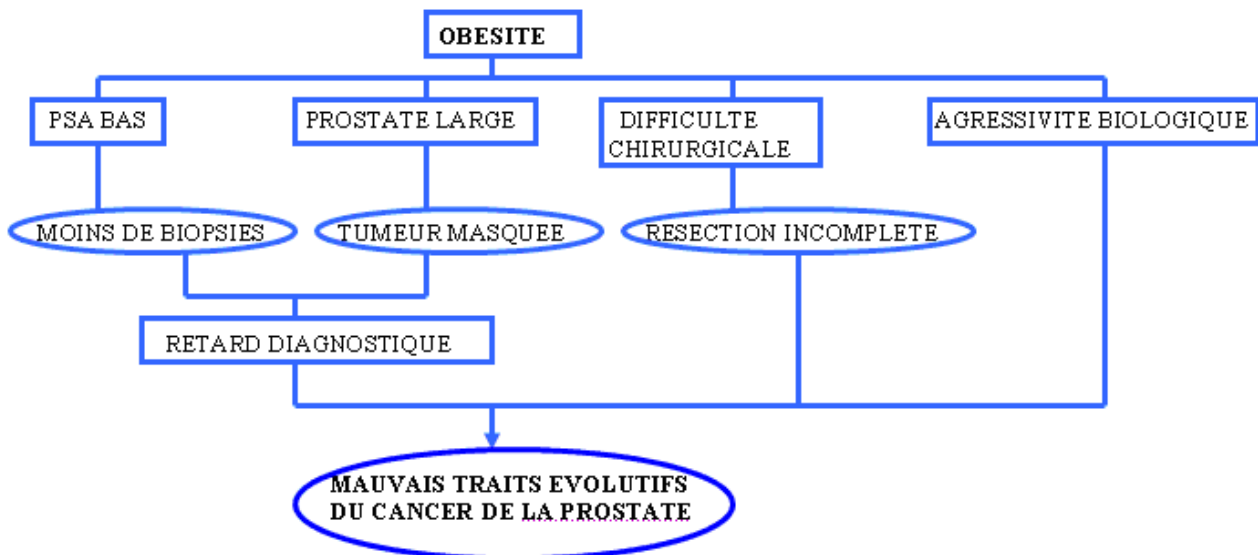 OBESITE
PSA BAS
PROSTATE LARGE
DIFFICULTE
CHIRURGICALE
AGRESSIVITE BIOLOGIQUE
MOINS DE BIOPSIES
TUMEUR MASQUEE
RESECTION INCOMPLETE
RETARD DIAGNOSTIQUE
MAUVAIS TRAITS EVOLUTIFS
DU CANCER DE LA PROSTATE